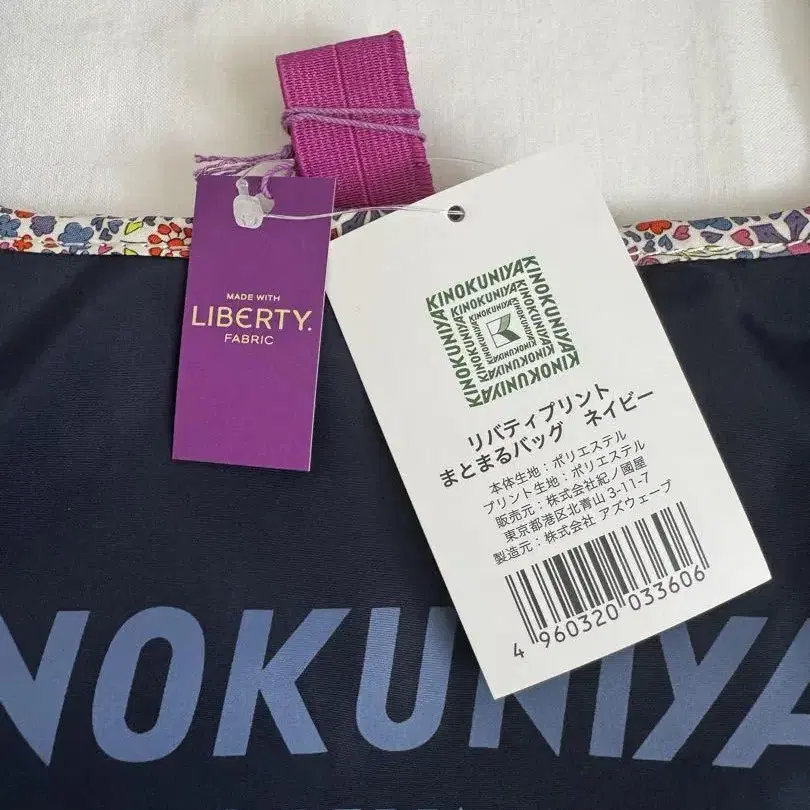 MADE WITH
LIBERTY.
FABRIC
KINOKUNIYA
KINOKUNIYA
KINOKUNIYA
KINOKUNIYA
リバティプリント
まとまるバッグ ネイビー
本体生地：ポリエステル
プリント生地：ポリエステル
販売元：株式会社紀ノ國屋
東京都港区北青山 3-11-7
製造元：株式会社 アズウェーブ
4 960320 033606
INOKUNIYA